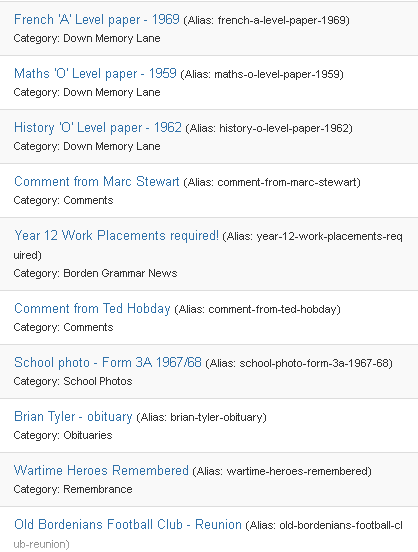 French 'A' Level paper - 1969 (Alias: french-a-level-paper-1969)
Category: Down Memory Lane
Maths 'O' Level paper - 1959 (Alias: maths-o-level-paper-1959)
Category: Down Memory Lane
History 'O' Level paper - 1962 (Alias: history-o-level-paper-1962)
Category: Down Memory Lane
Comment from Marc Stewart (Alias: comment-from-marc-stewart)
Category: Comments
Year 12 Work Placements required! (Alias: year-12-work-placements-req
uired)
Category: Borden Grammar News
Comment from Ted Hobday (Alias: comment-from-ted-hobday)
Category: Comments
School photo - Form 3A 1967/68 (Alias: school-photo-form-3a-1967-68)
Category: School Photos
Brian Tyler - obituary (Alias: brian-tyler-obituary)
Category: Obituaries
Wartime Heroes Remembered (Alias: wartime-heroes-remembered)
Category: Remembrance
Old Bordenians Football Club - Reunion (Alias: old-bordenians-football-cl
ub-reunion)